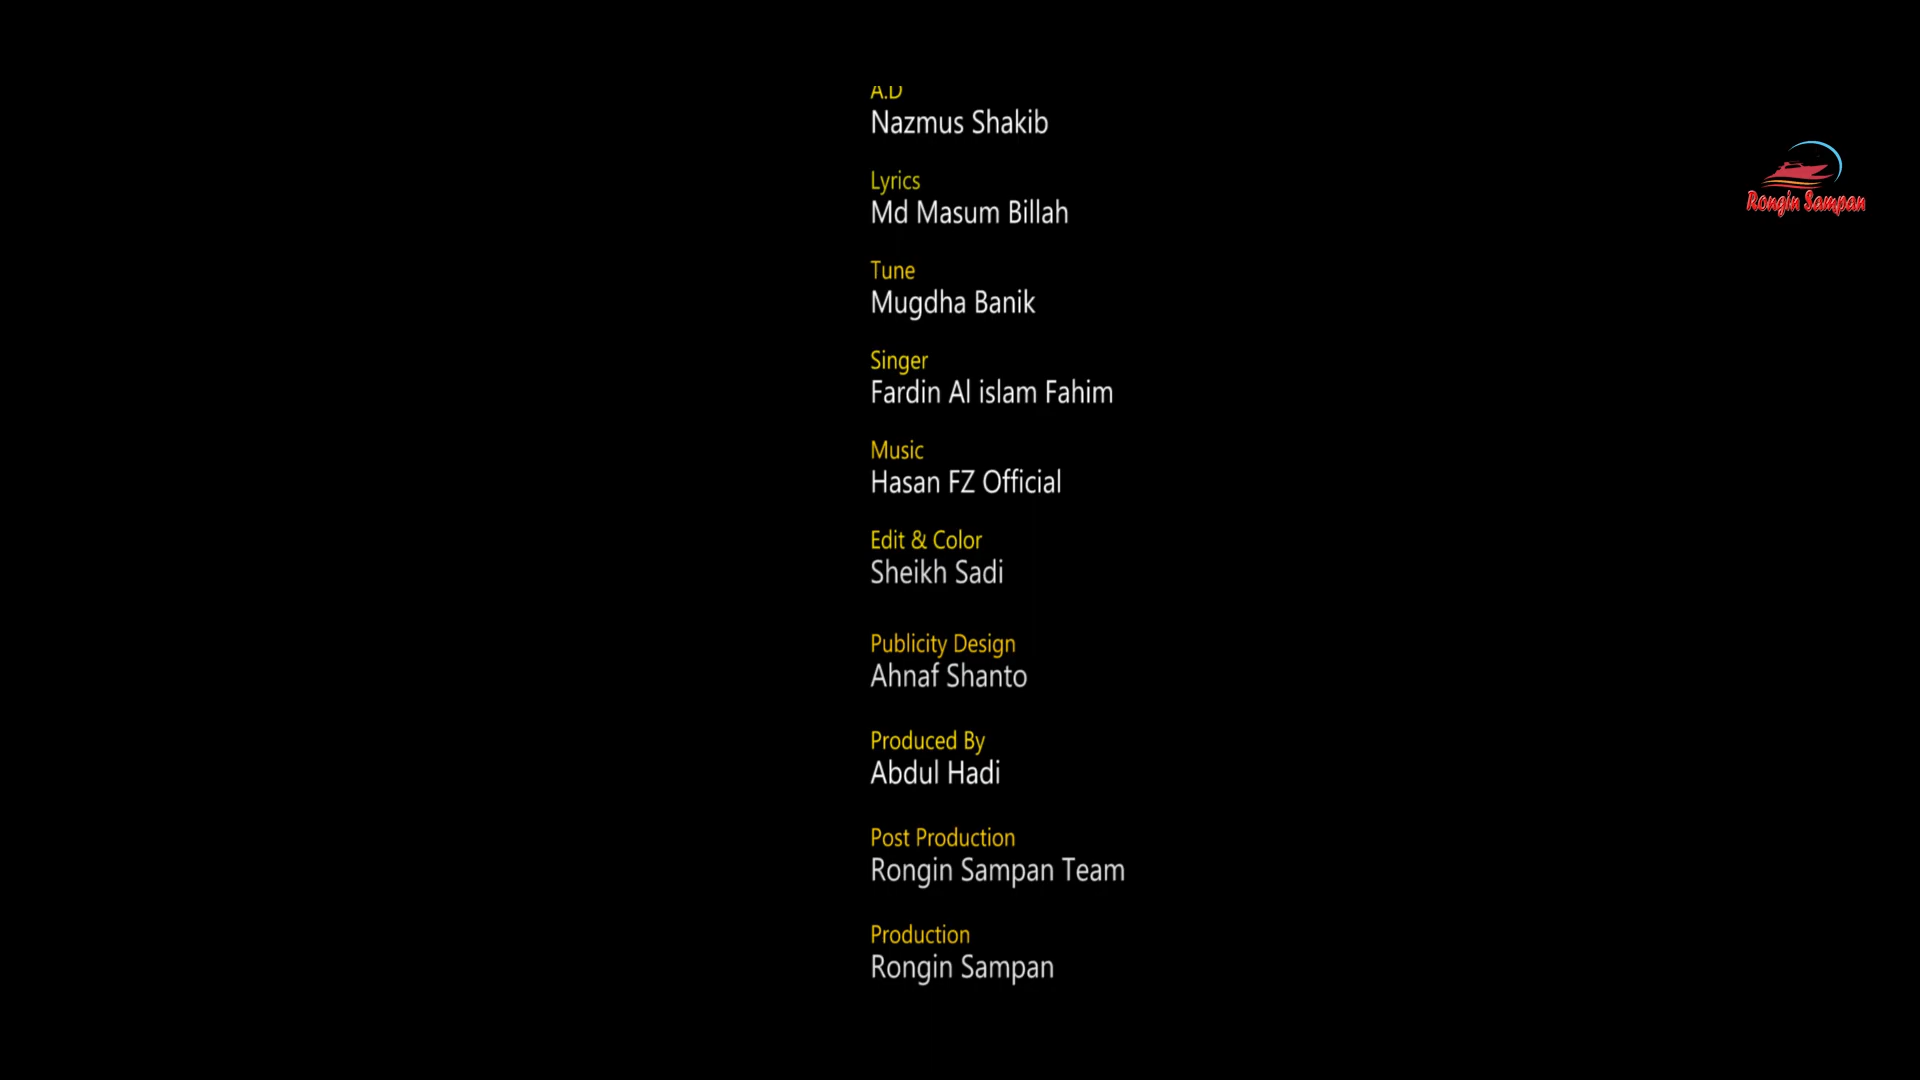 A.D
Nazmus Shakib
Lyrics
Md Masum Billah
Tune
Mugdha Banik
Singer
Fardin Al islam Fahim
Music
Hasan FZ Official
Edit & Color
Sheikh Sadi
Publicity Design
Ahnaf Shanto
Produced By
Abdul Hadi
Post Production
Rongin Sampan Team
Production
Rongin Sampan
Rongin Sampan